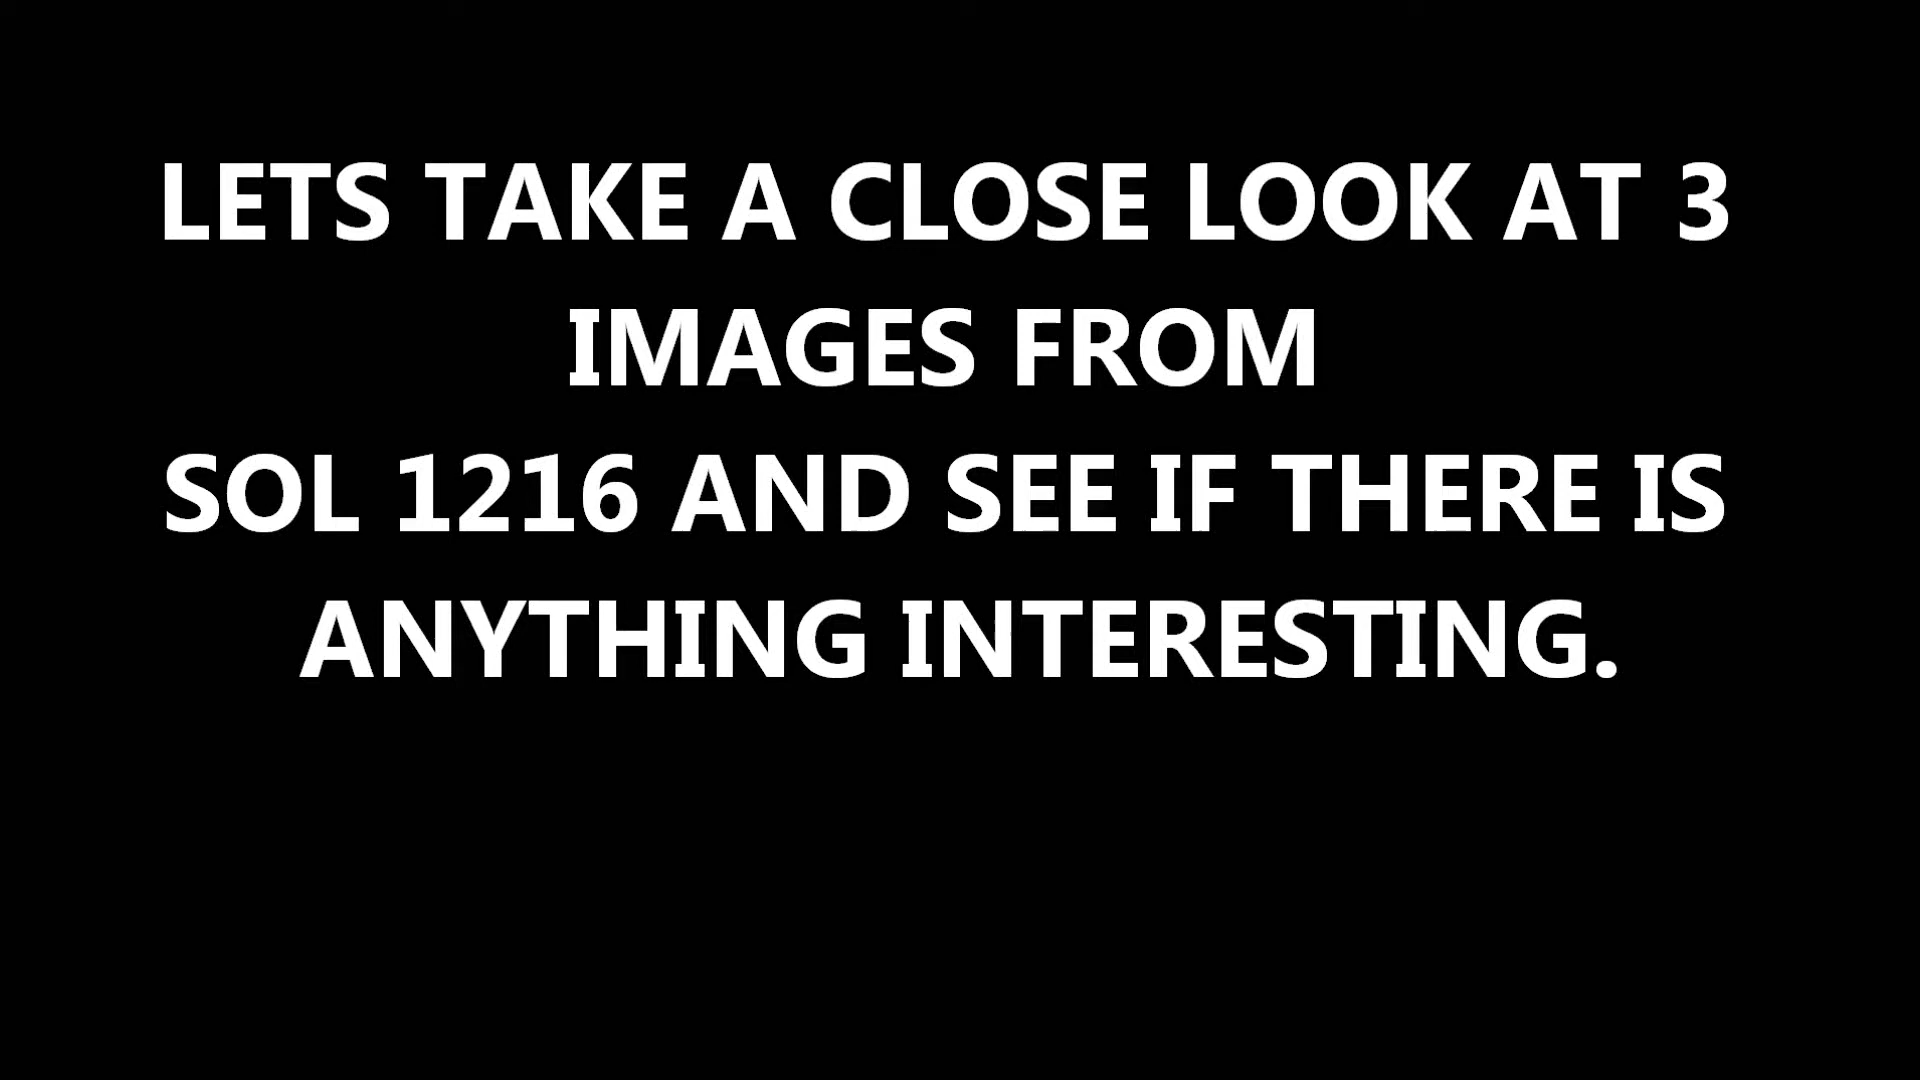 LETS TAKE A CLOSE LOOK AT 3
IMAGES FROM
SOL 1216 AND SEE IF THERE IS
ANYTHING INTERESTING.